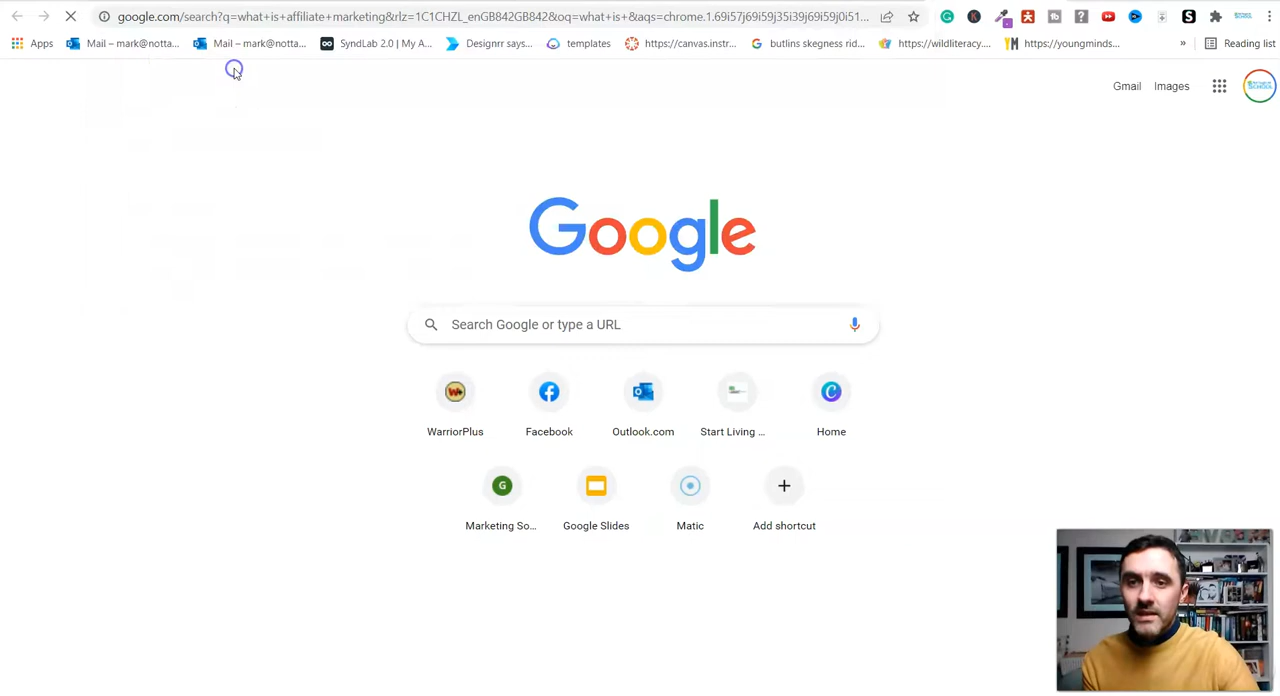 google.com/search?q=what+is+affiliate+marketing&rlz=1C1CHZL_enGB842GB842&oq=what+is+&aqs=chrome.1.69i57j69i59j35i39j69i59j0i51...
Apps Mail – mark@notta... Mail – mark@notta... SyndLab 2.0 | My A... Designrr says... templates https://canvas.instr... butlins skegness rid... https://wildliteracy.... https://youngminds... » Reading list
Gmail Images
Google
Search Google or type a URL
WarriorPlus Facebook Outlook.com Start Living ... Home
G
Marketing So... Google Slides Matic Add shortcut